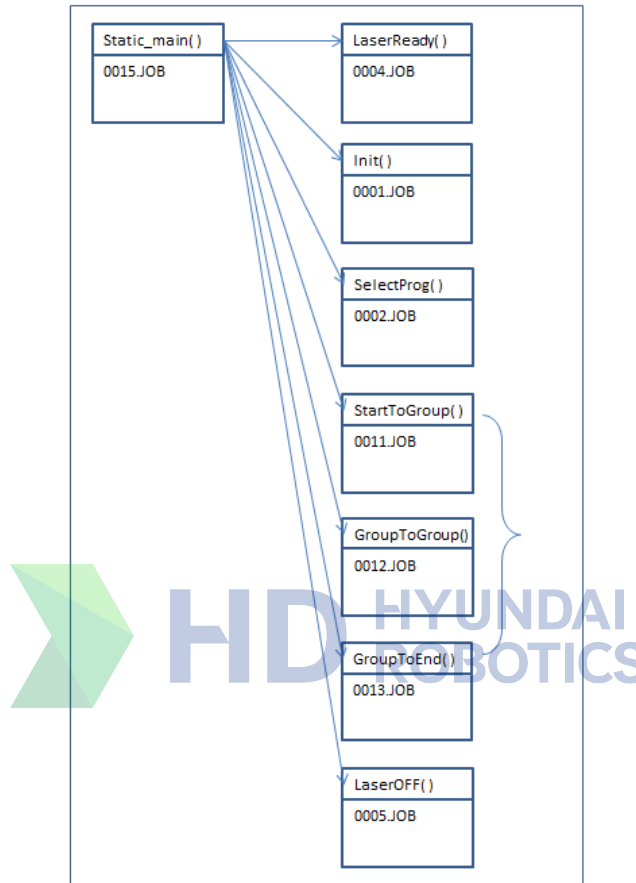 Static_main( )
0015.JOB
LaserReady( )
0004.JOB
Init( )
0001.JOB
SelectProg( )
0002.JOB
StartToGroup( )
0011.JOB
GroupToGroup()
0012.JOB
GroupToEnd( )
0013.JOB
LaserOFF( )
0005.JOB
HD HYUNDAI
ROBOTICS